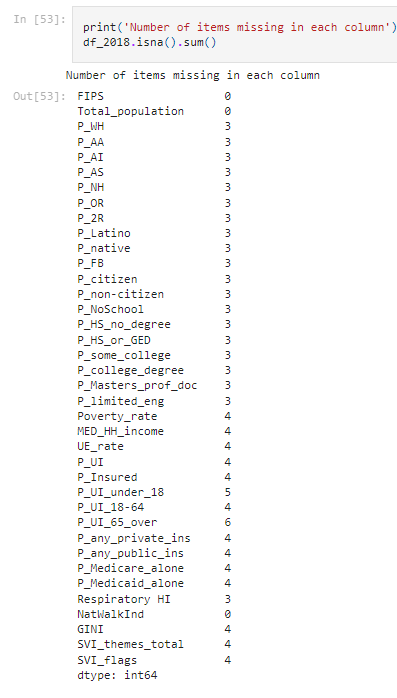 In [53]:
print('Number of items missing in each column')
df_2018.isna().sum()
Number of items missing in each column
Out[53]: FIPS 0
Total_population 0
P_WH 3
P_AA 3
P_AI 3
P_AS 3
P_NH 3
P_OR 3
P_2R 3
P_Latino 3
P_native 3
P_FB 3
P_citizen 3
P_non-citizen 3
P_NoSchool 3
P_HS_no_degree 3
P_HS_or_GED 3
P_some_college 3
P_college_degree 3
P_Masters_prof_doc 3
P_limited_eng 3
Poverty_rate 4
MED_HH_income 4
UE_rate 4
P_UI 4
P_Insured 4
P_UI_under_18 5
P_UI_18-64 4
P_UI_65_over 6
P_any_private_ins 4
P_any_public_ins 4
P_Medicare_alone 4
P_Medicaid_alone 4
Respiratory HI 3
NatWalkInd 0
GINI 4
SVI_themes_total 4
SVI_flags 4
dtype: int64